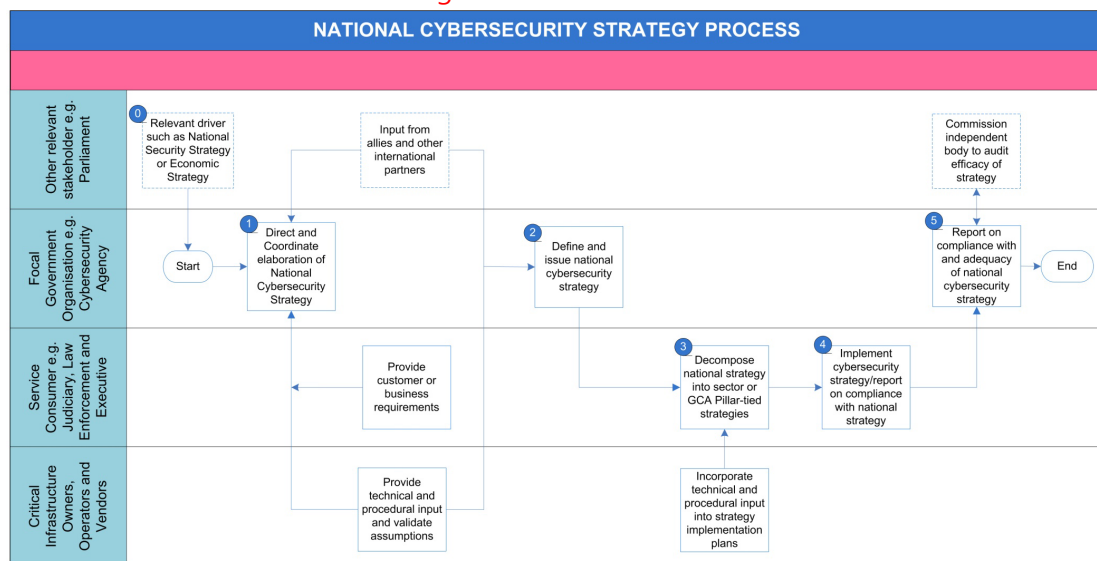 NATIONAL CYBERSECURITY STRATEGY PROCESS
Other relevant
stakeholder e.g.
Parliament
0
Relevant driver
such as National
Security Strategy
or Economic
Strategy
Input from
allies and other
international
partners
Commission
independent
body to audit
efficacy of
strategy
Focal
Government
Organisation e.g.
Cybersecurity
Agency
Start
1
Direct and
Coordinate
elaboration of
National
Cybersecurity
Strategy
2
Define and
issue national
cybersecurity
strategy
5
Report on
compliance with
and adequacy
of national
cybersecurity
strategy
End
Service
Consumer e.g.
Judiciary, Law
Enforcement and
Executive
Provide
customer or
business
requirements
3
Decompose
national strategy
into sector or
GCA Pillar-tied
strategies
4
Implement
cybersecurity
strategy/report
on compliance
with national
strategy
Critical
Infrastructure
Owners,
Operators and
Vendors
Provide
technical and
procedural input
and validate
assumptions
Incorporate
technical and
procedural input
into strategy
implementation
plans